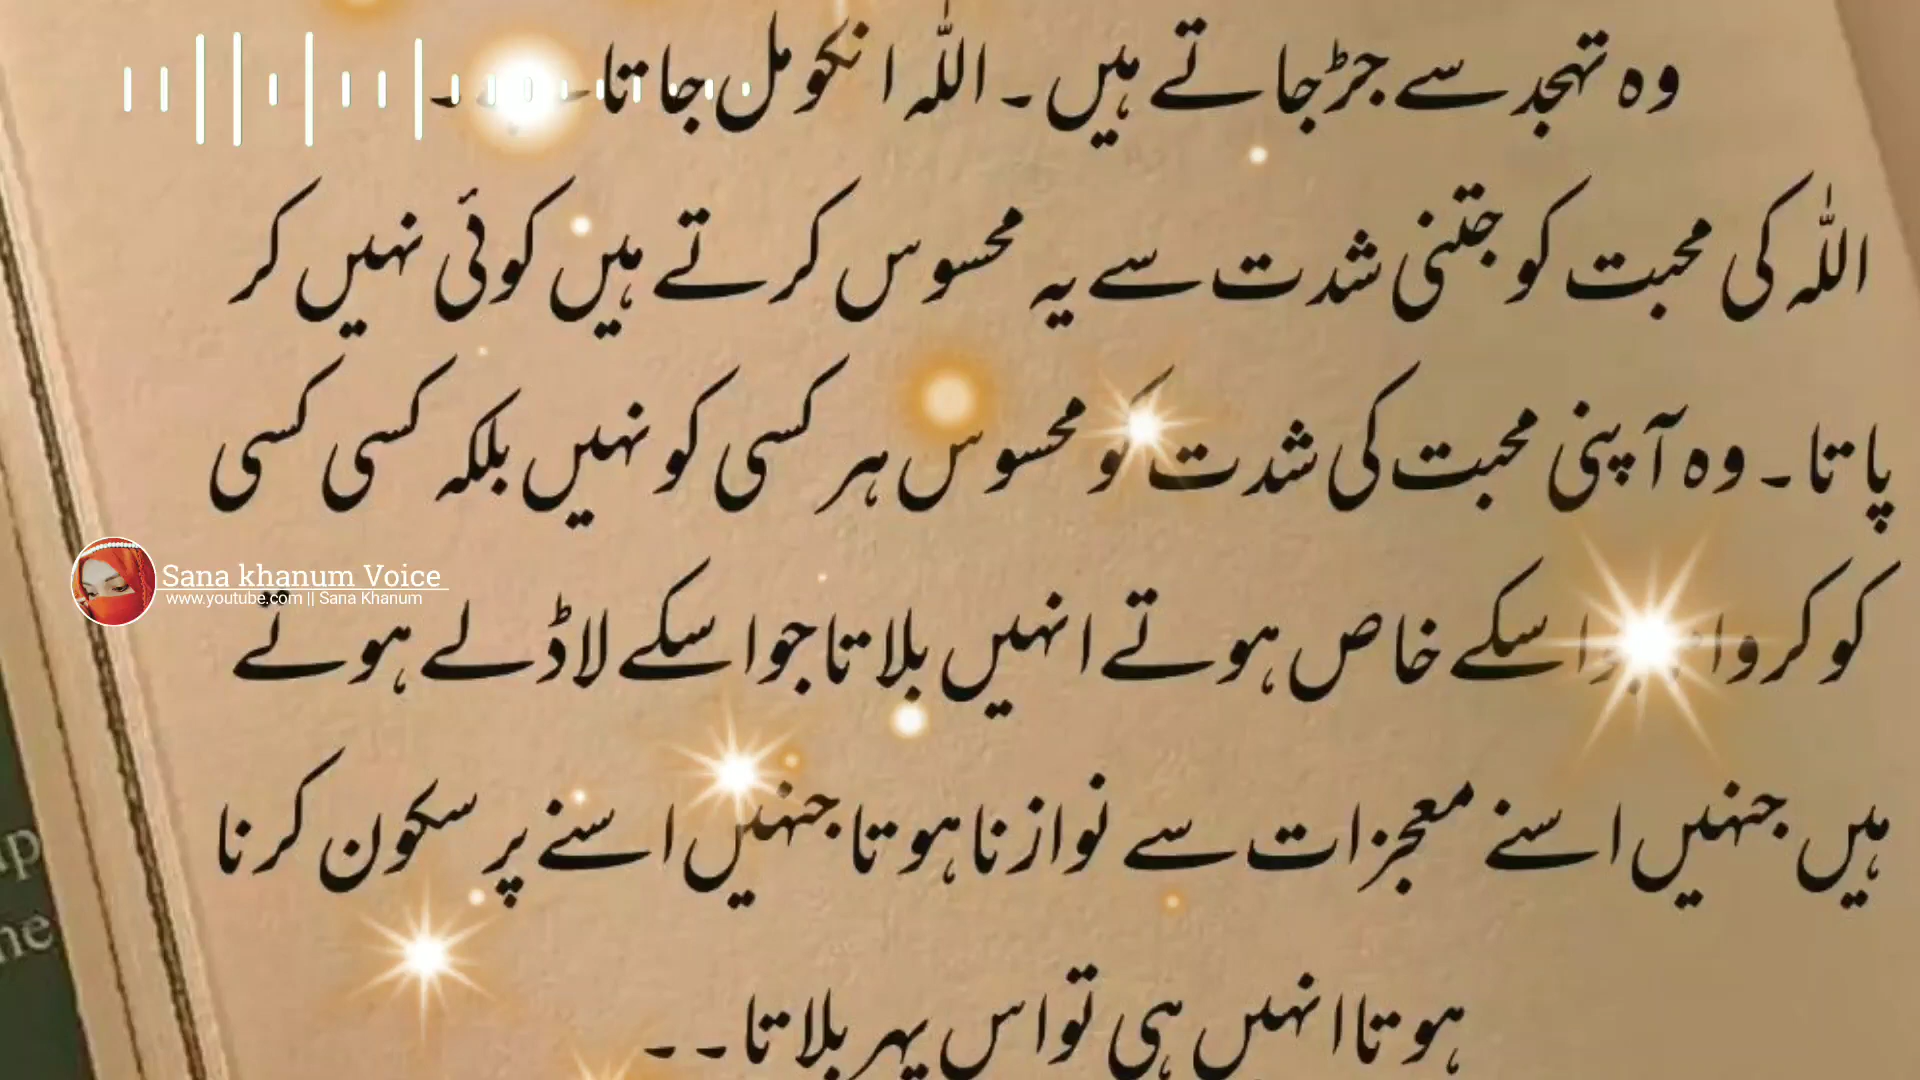 وہ تہجد سے جڑ جاتے ہیں۔ اللہ انکو مل جاتا۔۔۔۔
اللہ کی محبت کو جتنی شدت سے یہ محسوس کرتے ہیں کوئی نہیں کر
پاتا۔ وہ آپنی محبت کی شدت کو محسوس ہر کسی کو نہیں بلکہ کسی کسی
کو اسکے خاص ہوتے انہیں بلاتا جو اسکے لاڈلے ہوتے
ہیں جنہیں اسنے معجزات سے نوازنا ہوتا جنہیں اسنے پر سکون کرنا
ہوتا انہیں ہی تو اس پہر بلاتا۔۔
Sana khanum Voice
www.youtube.com || Sana Khanum